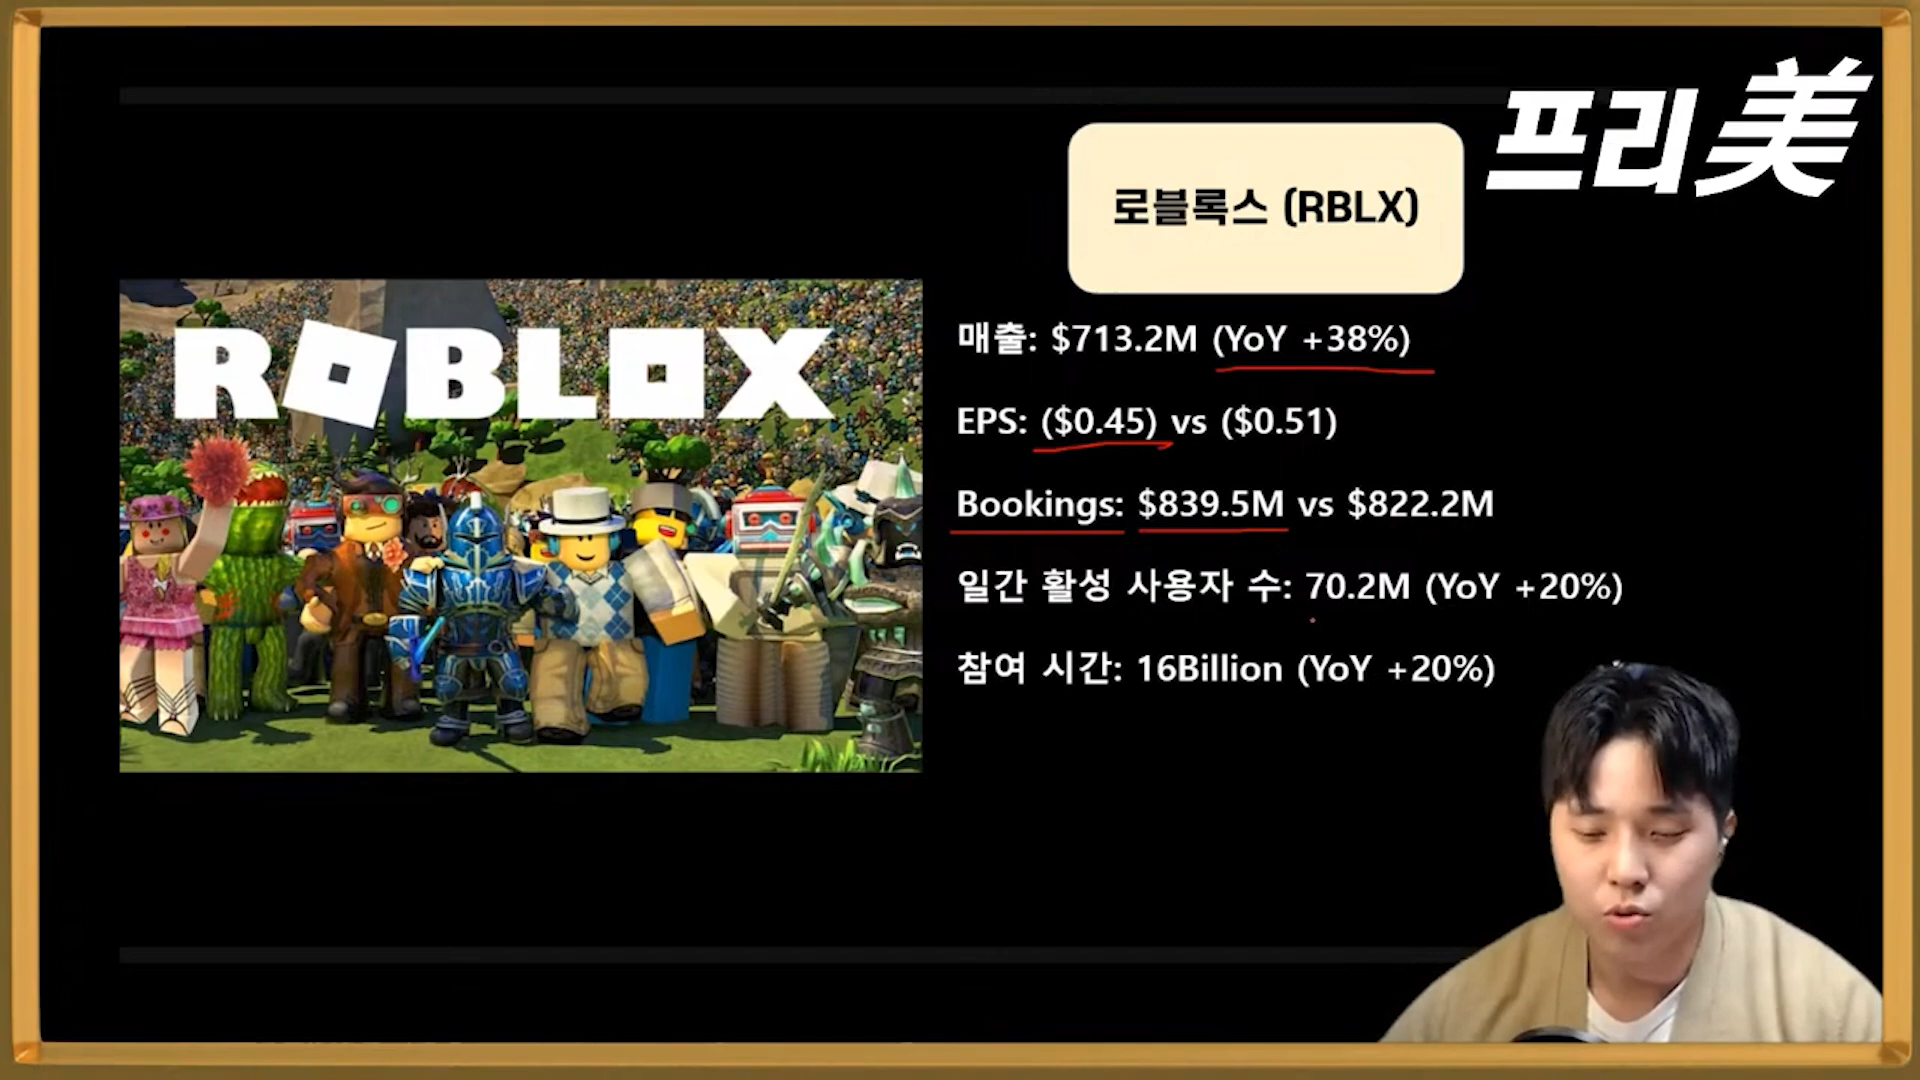 프리美
로블록스 (RBLX)
ROBLOX
매출: $713.2M (YoY +38%)
EPS: ($0.45) vs ($0.51)
Bookings: $839.5M vs $822.2M
일간 활성 사용자 수: 70.2M (YoY +20%)
참여 시간: 16Billion (YoY +20%)